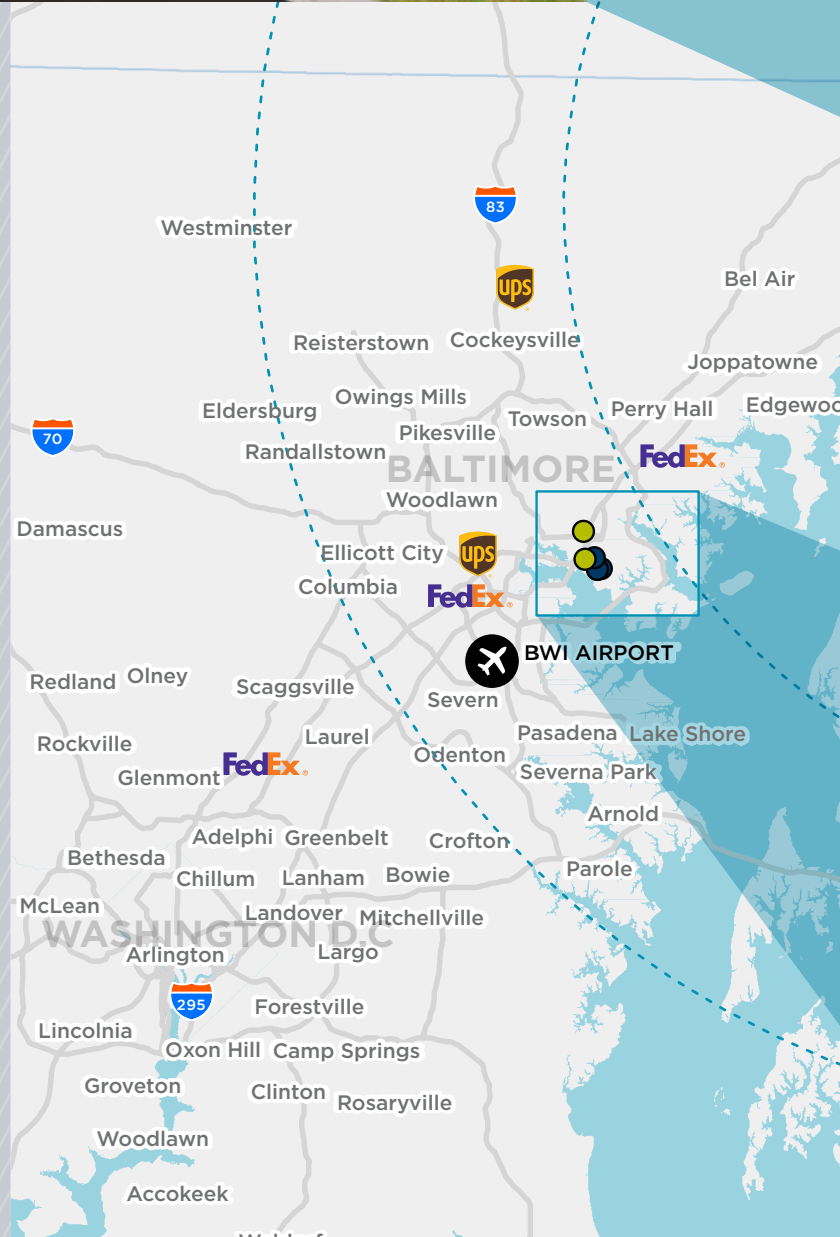 83
Westminster
Bel Air
ups
Reisterstown
Cockeysville
Joppatowne
Owings Mills
Eldersburg
Perry Hall
Towson
Pikesville
70
Randallstown
FedEx®
BALTIMORE
Woodlawn
Damascus
Ellicott City
ups
Columbia
FedEx®
BWI AIRPORT
Redland
Olney
Scaggsville
Severn
Pasadena
Lake Shore
Rockville
Laurel
Odenton
FedEx®
Glenmont
Severna Park
Arnold
Adelphi
Greenbelt
Crofton
Bethesda
Parole
Chillum
Lanham
Bowie
McLean
Landover
Mitchellville
WASHINGTON D.C
Arlington
Largo
295
Forestville
Lincolnia
Oxon Hill
Camp Springs
Groveton
Clinton
Rosaryville
Woodlawn
Accokeek